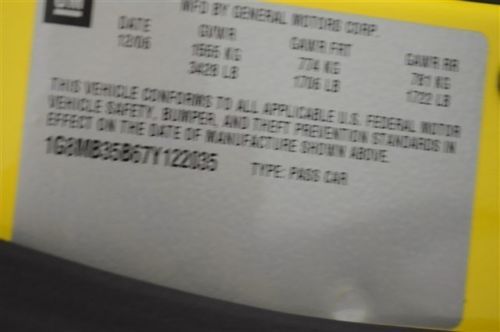 GM
MFD BY GENERAL MOTORS CORP.
DATE GVWR GAWR FRT GAWR RR
12/06 1555 KG 774 KG 781 KG
3428 LB 1706 LB 1722 LB
THIS VEHICLE CONFORMS TO ALL APPLICABLE U.S. FEDERAL MOTOR
VEHICLE SAFETY, BUMPER, AND THEFT PREVENTION STANDARDS IN
EFFECT ON THE DATE OF MANUFACTURE SHOWN ABOVE.
1G8MB35B67Y122035 TYPE: PASS CAR